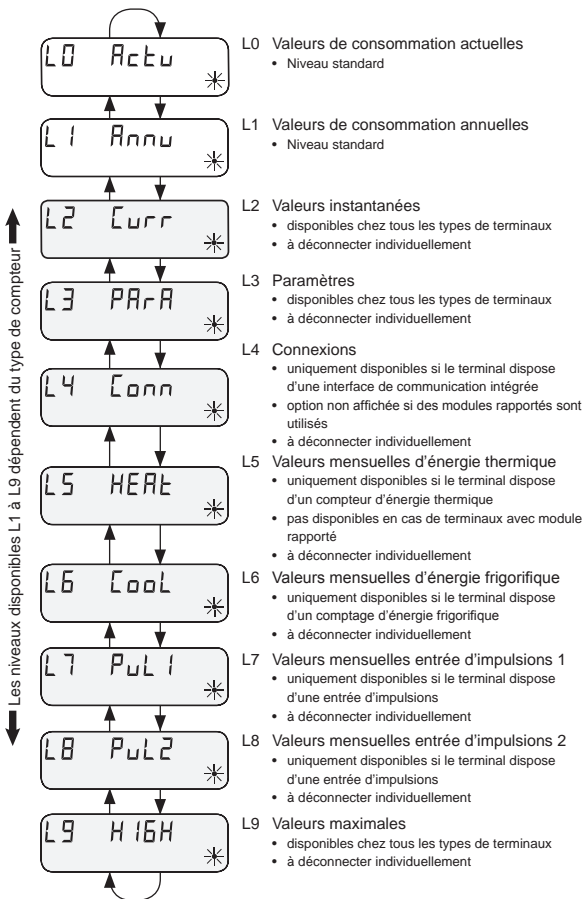 L0 Actu
L0 Valeurs de consommation actuelles
• Niveau standard
L1 Annu
L1 Valeurs de consommation annuelles
• Niveau standard
Les niveaux disponibles L1 à L9 dépendent du type de compteur
L2 Curr
L2 Valeurs instantanées
• disponibles chez tous les types de terminaux
• à déconnecter individuellement
L3 PArA
L3 Paramètres
• disponibles chez tous les types de terminaux
• à déconnecter individuellement
L4 Conn
L4 Connexions
• uniquement disponibles si le terminal dispose
d'une interface de communication intégrée
• option non affichée si des modules rapportés sont
utilisés
• à déconnecter individuellement
L5 HEAt
L5 Valeurs mensuelles d'énergie thermique
• uniquement disponibles si le terminal dispose
d'un compteur d'énergie thermique
• pas disponibles en cas de terminaux avec module
rapporté
• à déconnecter individuellement
L6 CooL
L6 Valeurs mensuelles d'énergie frigorifique
• uniquement disponibles si le terminal dispose
d'un comptage d'énergie frigorifique
• à déconnecter individuellement
L7 PuL1
L7 Valeurs mensuelles entrée d'impulsions 1
• uniquement disponibles si le terminal dispose
d'une entrée d'impulsions
• à déconnecter individuellement
L8 PuL2
L8 Valeurs mensuelles entrée d'impulsions 2
• uniquement disponibles si le terminal dispose
d'une entrée d'impulsions
• à déconnecter individuellement
L9 HIGH
L9 Valeurs maximales
• disponibles chez tous les types de terminaux
• à déconnecter individuellement